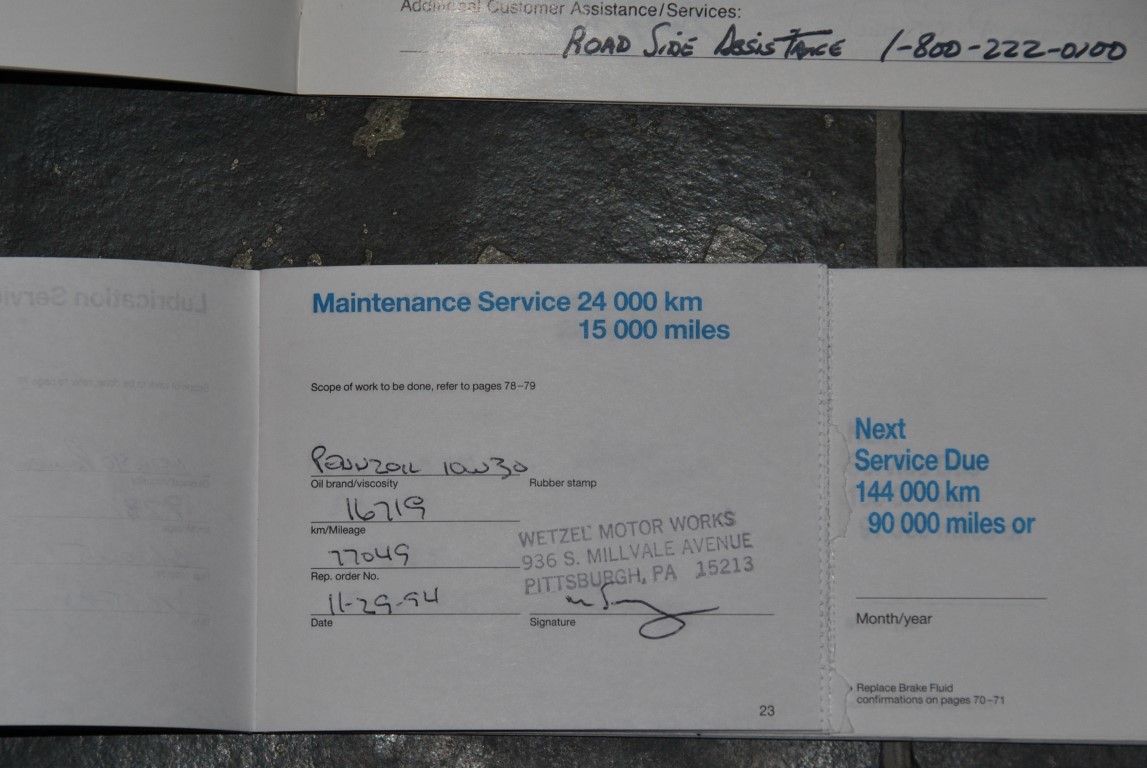 Additional Customer Assistance/Services:
ROAD SIDE ASSISTANCE 1-800-222-0100
Maintenance Service 24 000 km
15 000 miles
Scope of work to be done, refer to pages 78–79
PENNZOIL 10W30
Oil brand/viscosity
Rubber stamp
16719
km/Mileage
77049
Rep. order No.
WETZEL MOTOR WORKS
936 S. MILLVALE AVENUE
PITTSBURGH, PA 15213
11-29-94
Date
Signature
23
Next
Service Due
144 000 km
90 000 miles or
Month/year
Replace Brake Fluid
confirmations on pages 70–71
Lubrication Servi